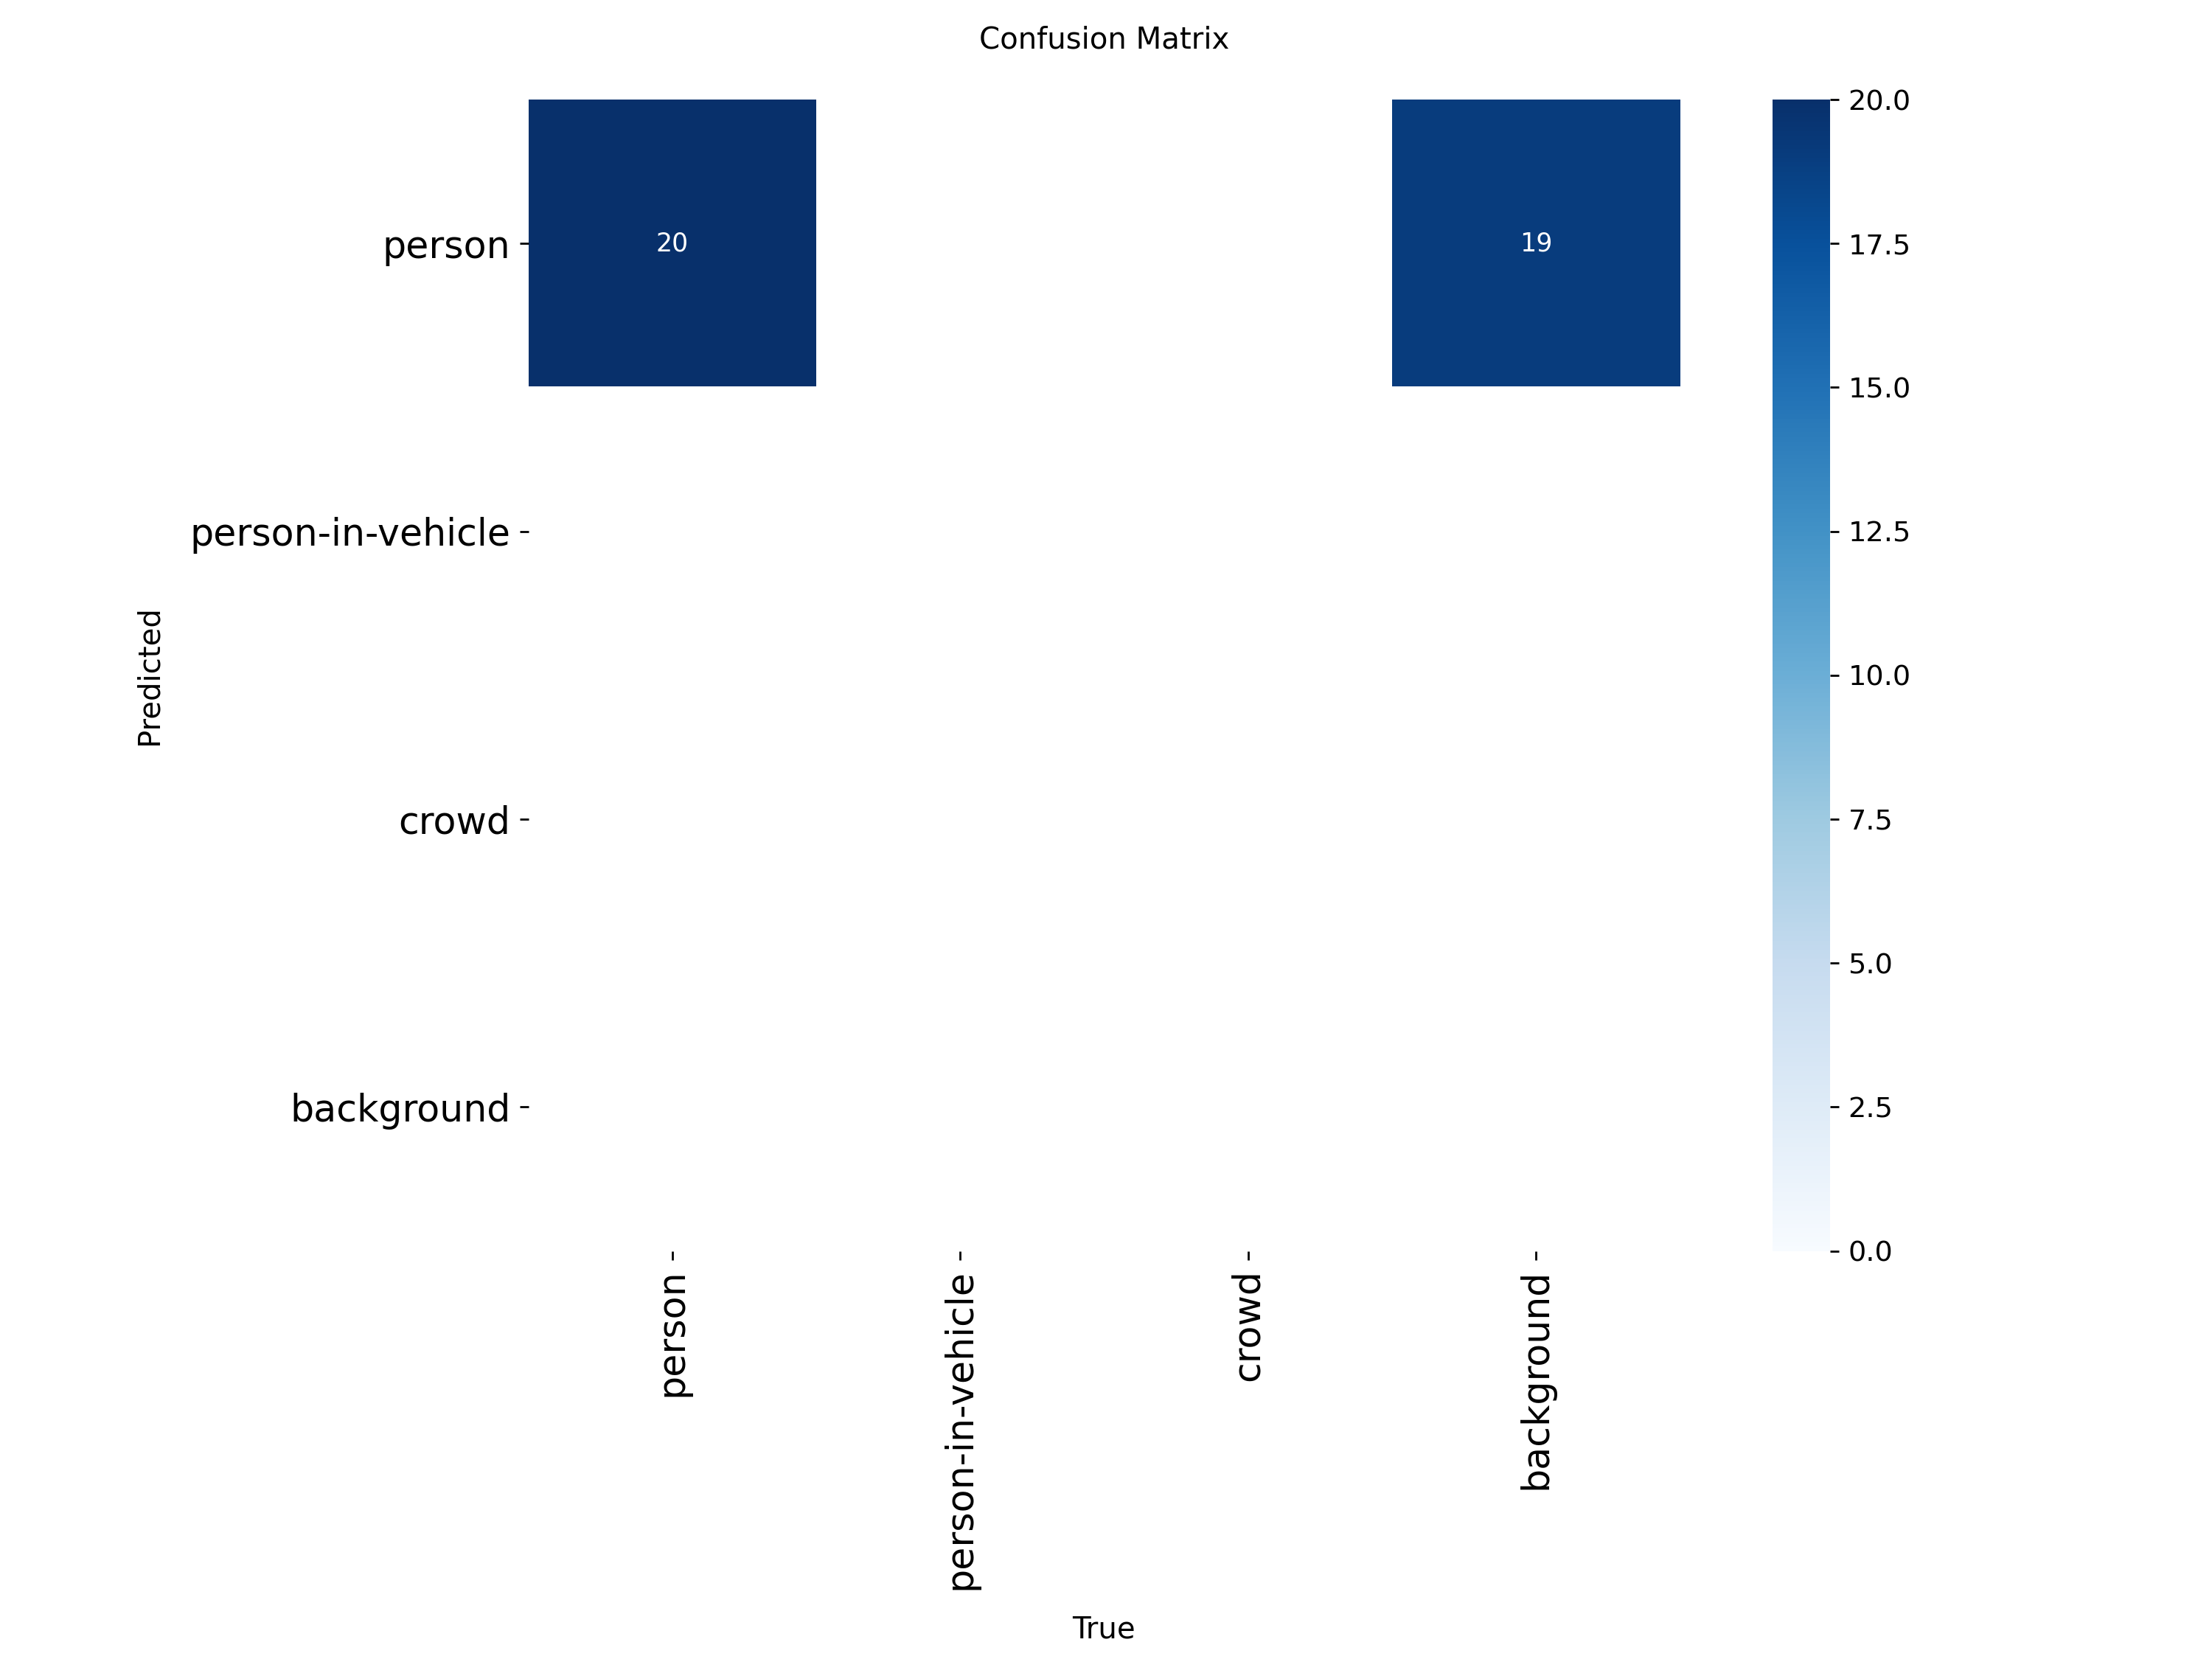 Confusion Matrix
person
person-in-vehicle
crowd
background
Predicted
20
19
person
person-in-vehicle
crowd
background
True
20.0
17.5
15.0
12.5
10.0
7.5
5.0
2.5
0.0